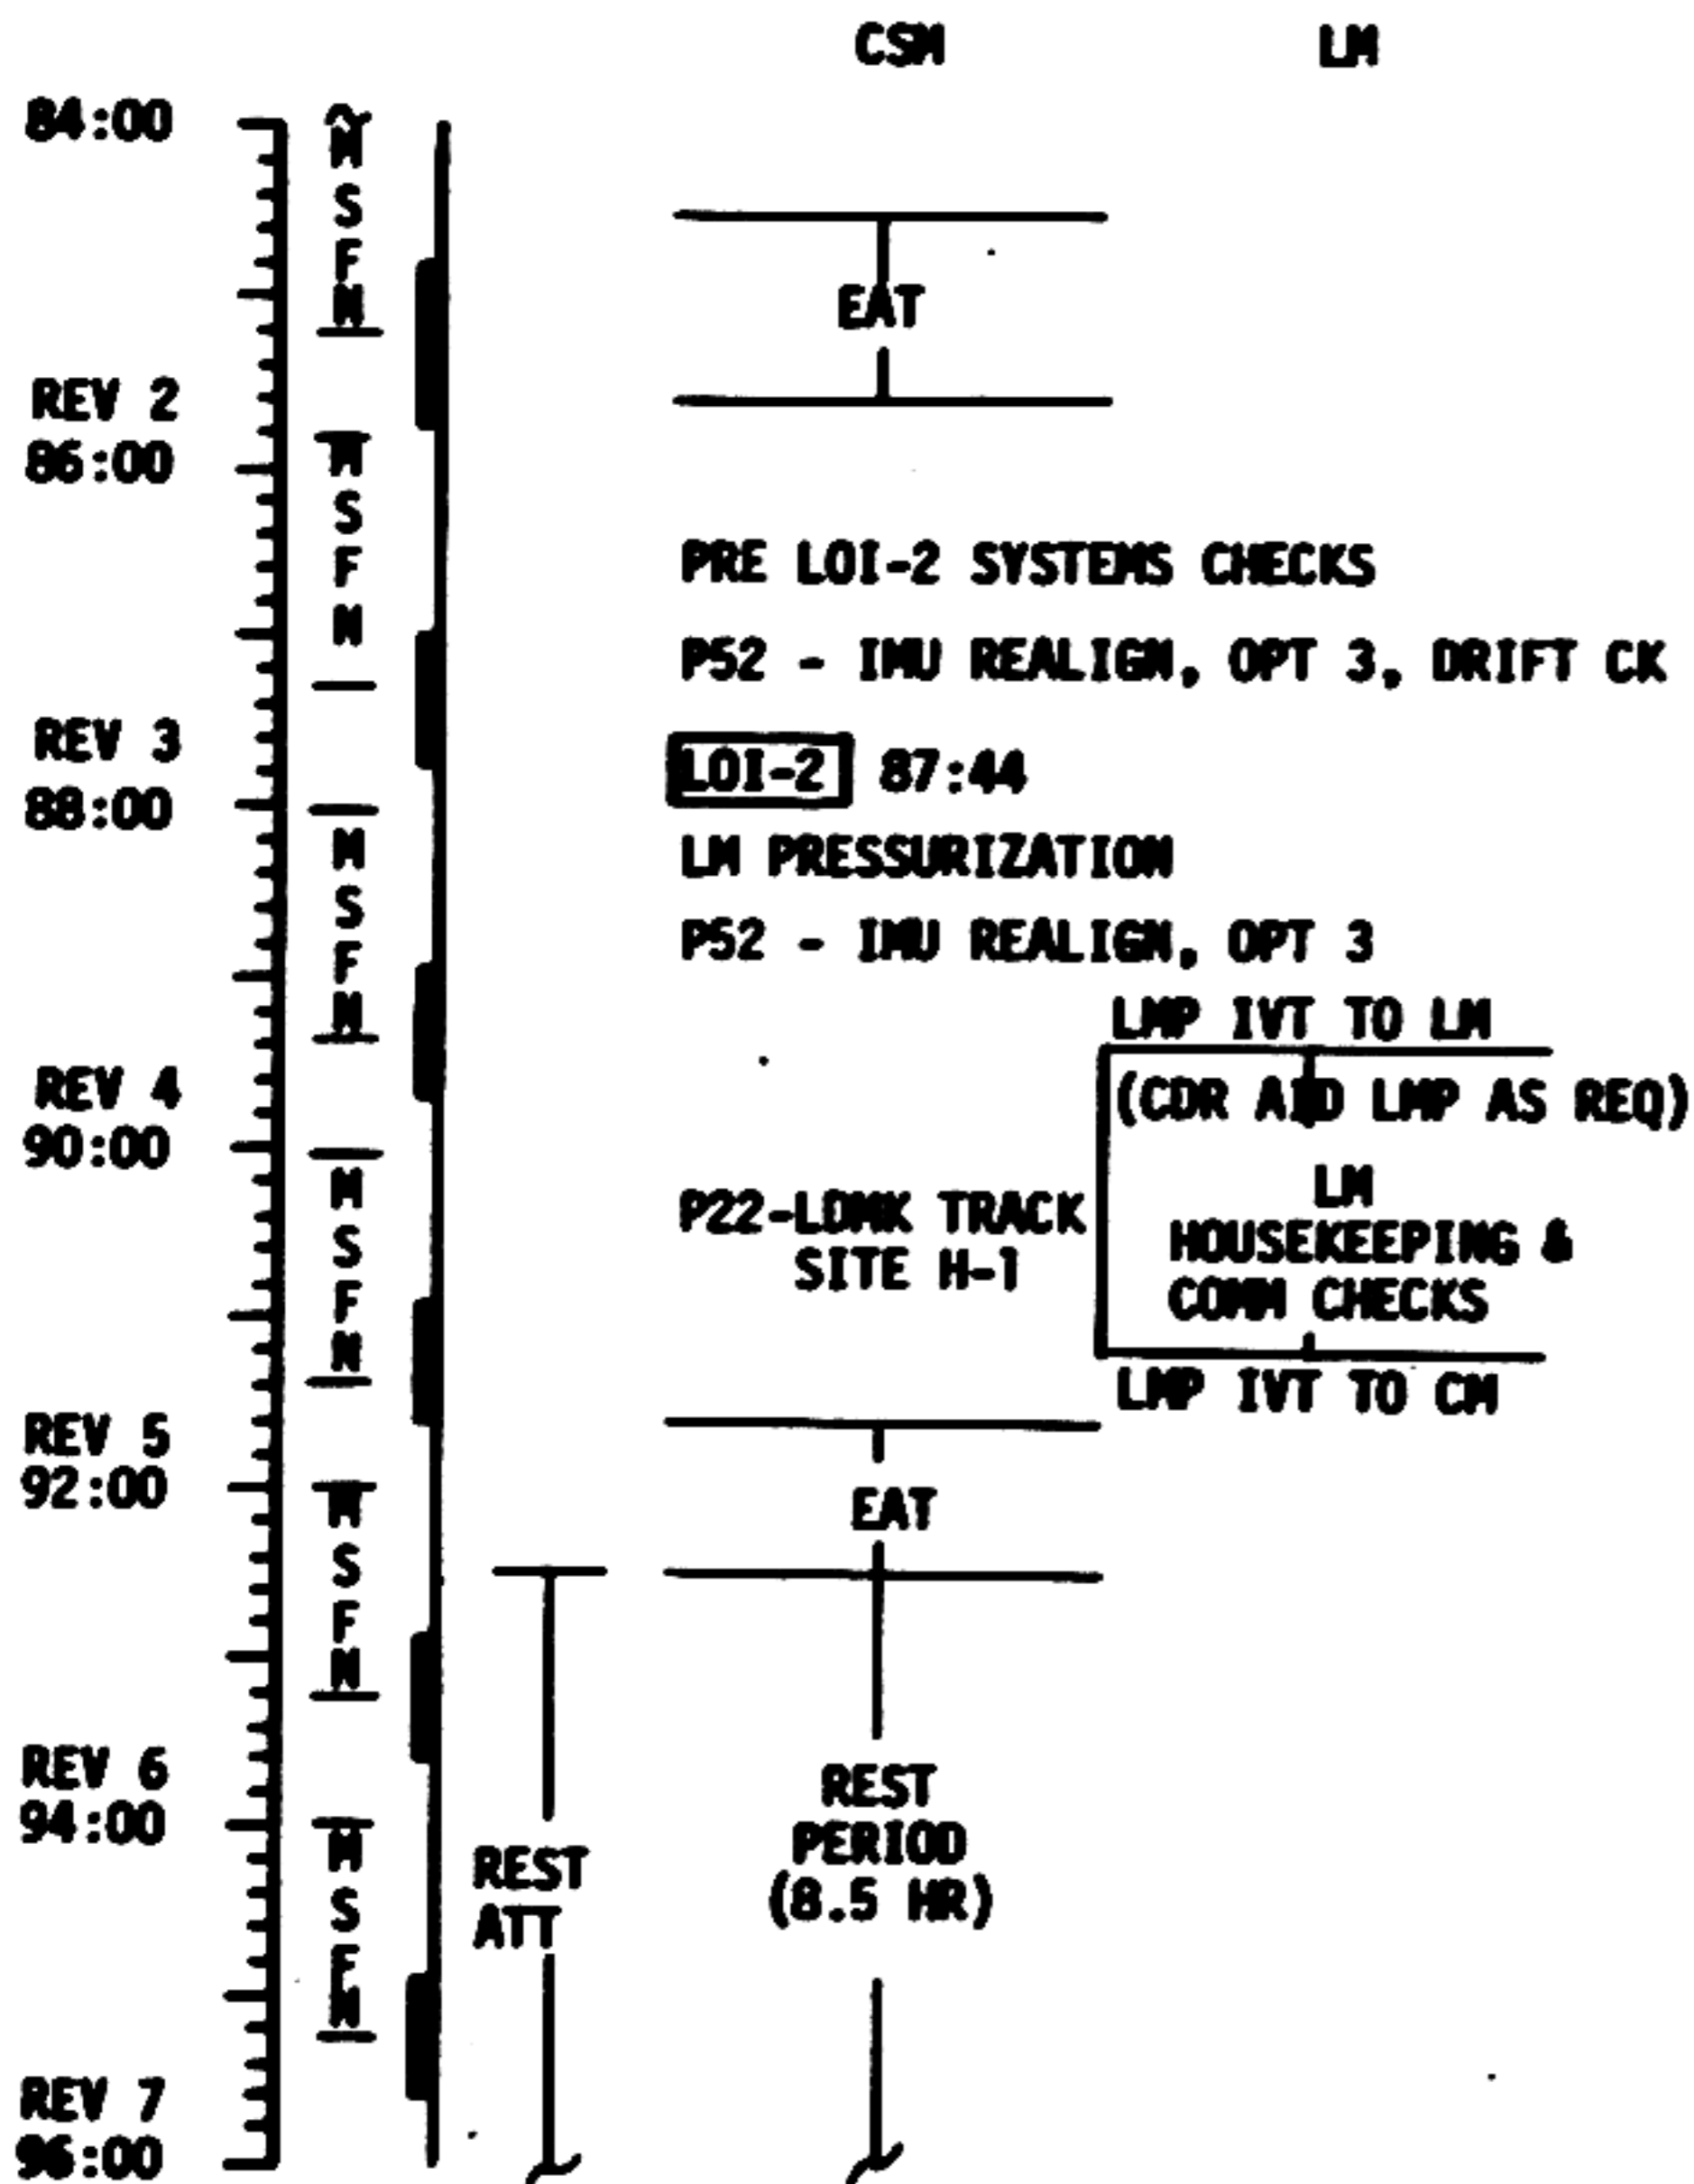 CSM LM
84:00
MSFN
EAT
REV 2
86:00
MSFN
PRE LOI-2 SYSTEMS CHECKS
P52 - IMU REALIGN, OPT 3, DRIFT CK
REV 3
LOI-2 87:44
88:00
MSFN
LM PRESSURIZATION
P52 - IMU REALIGN, OPT 3
LMP IVT TO LM
REV 4
(CDR AID LMP AS REQ)
90:00
MSFN
P22-LDMK TRACK
SITE H-1
LM
HOUSEKEEPING &
COMM CHECKS
LMP IVT TO CM
REV 5
92:00
MSFN
EAT
REV 6
94:00
MSFN
REST
ATT
REST
PERIOD
(8.5 HR)
REV 7
96:00